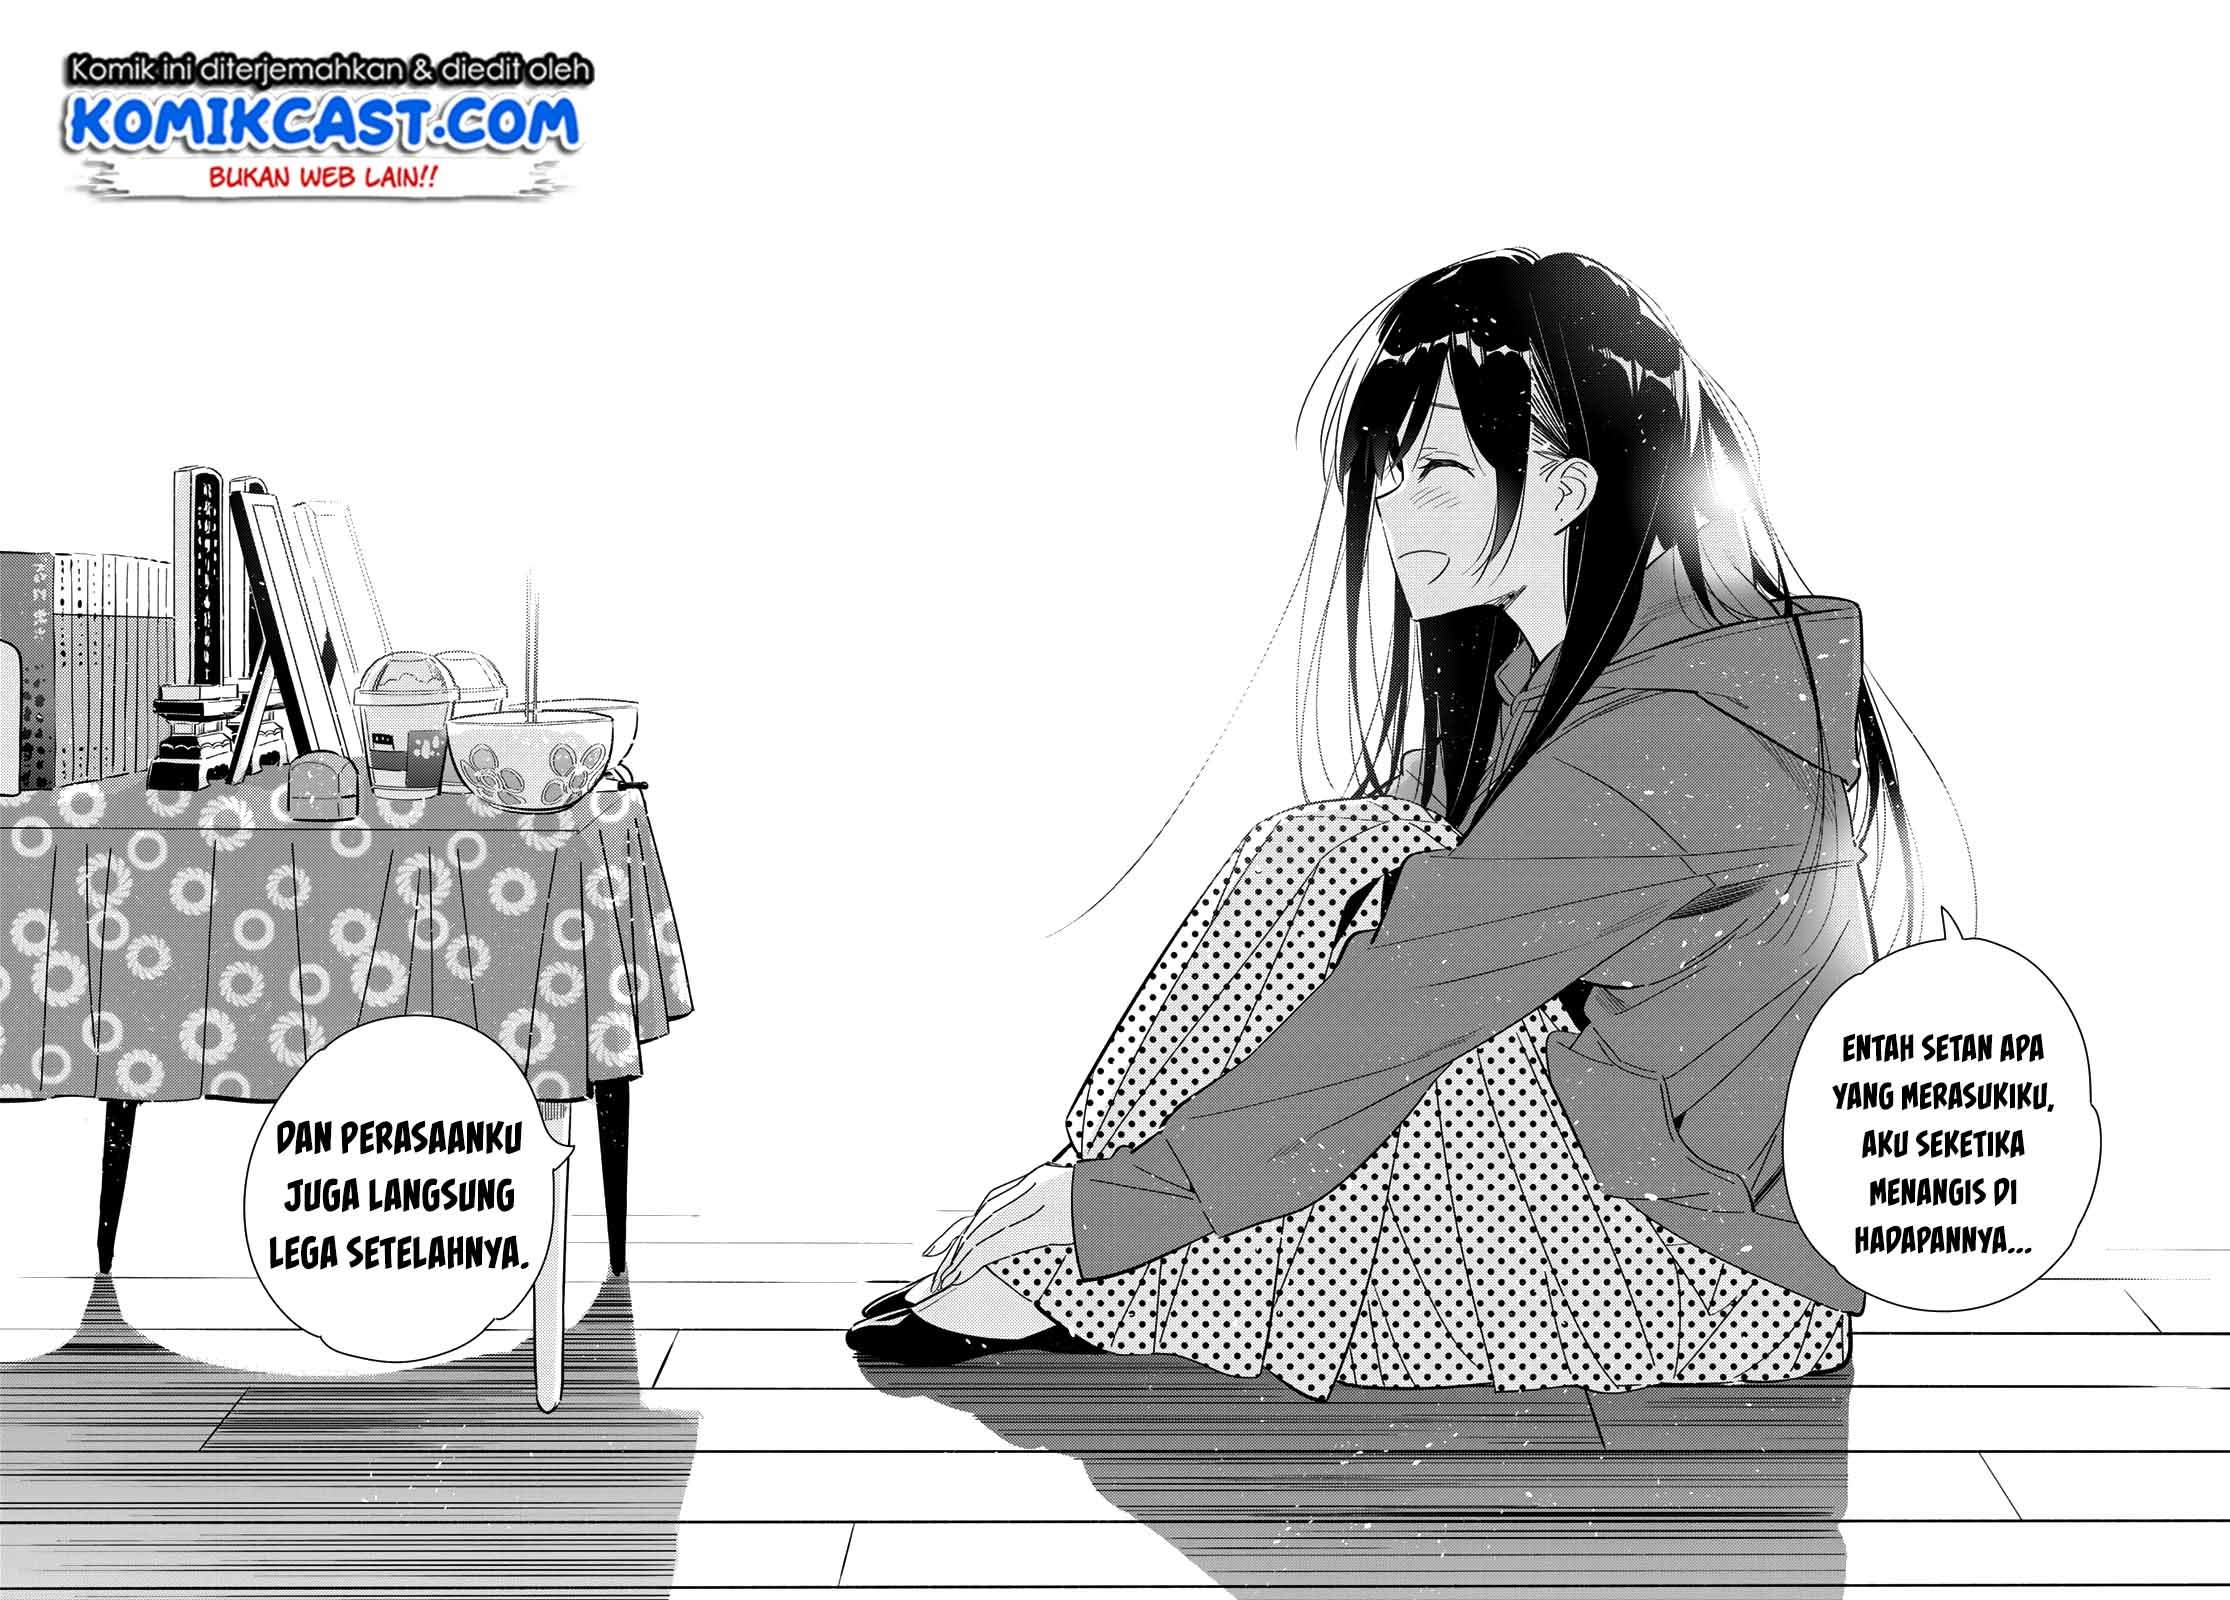 Komik ini diterjemahkan & diedit oleh
KOMIKCAST.COM
BUKAN WEB LAIN!!
ENTAH SETAN APA
YANG MERASUKIKU,
AKU SEKETIKA
MENANGIS DI
HADAPANNYA...
DAN PERASAANKU
JUGA LANGSUNG
LEGA SETELAHNYA.